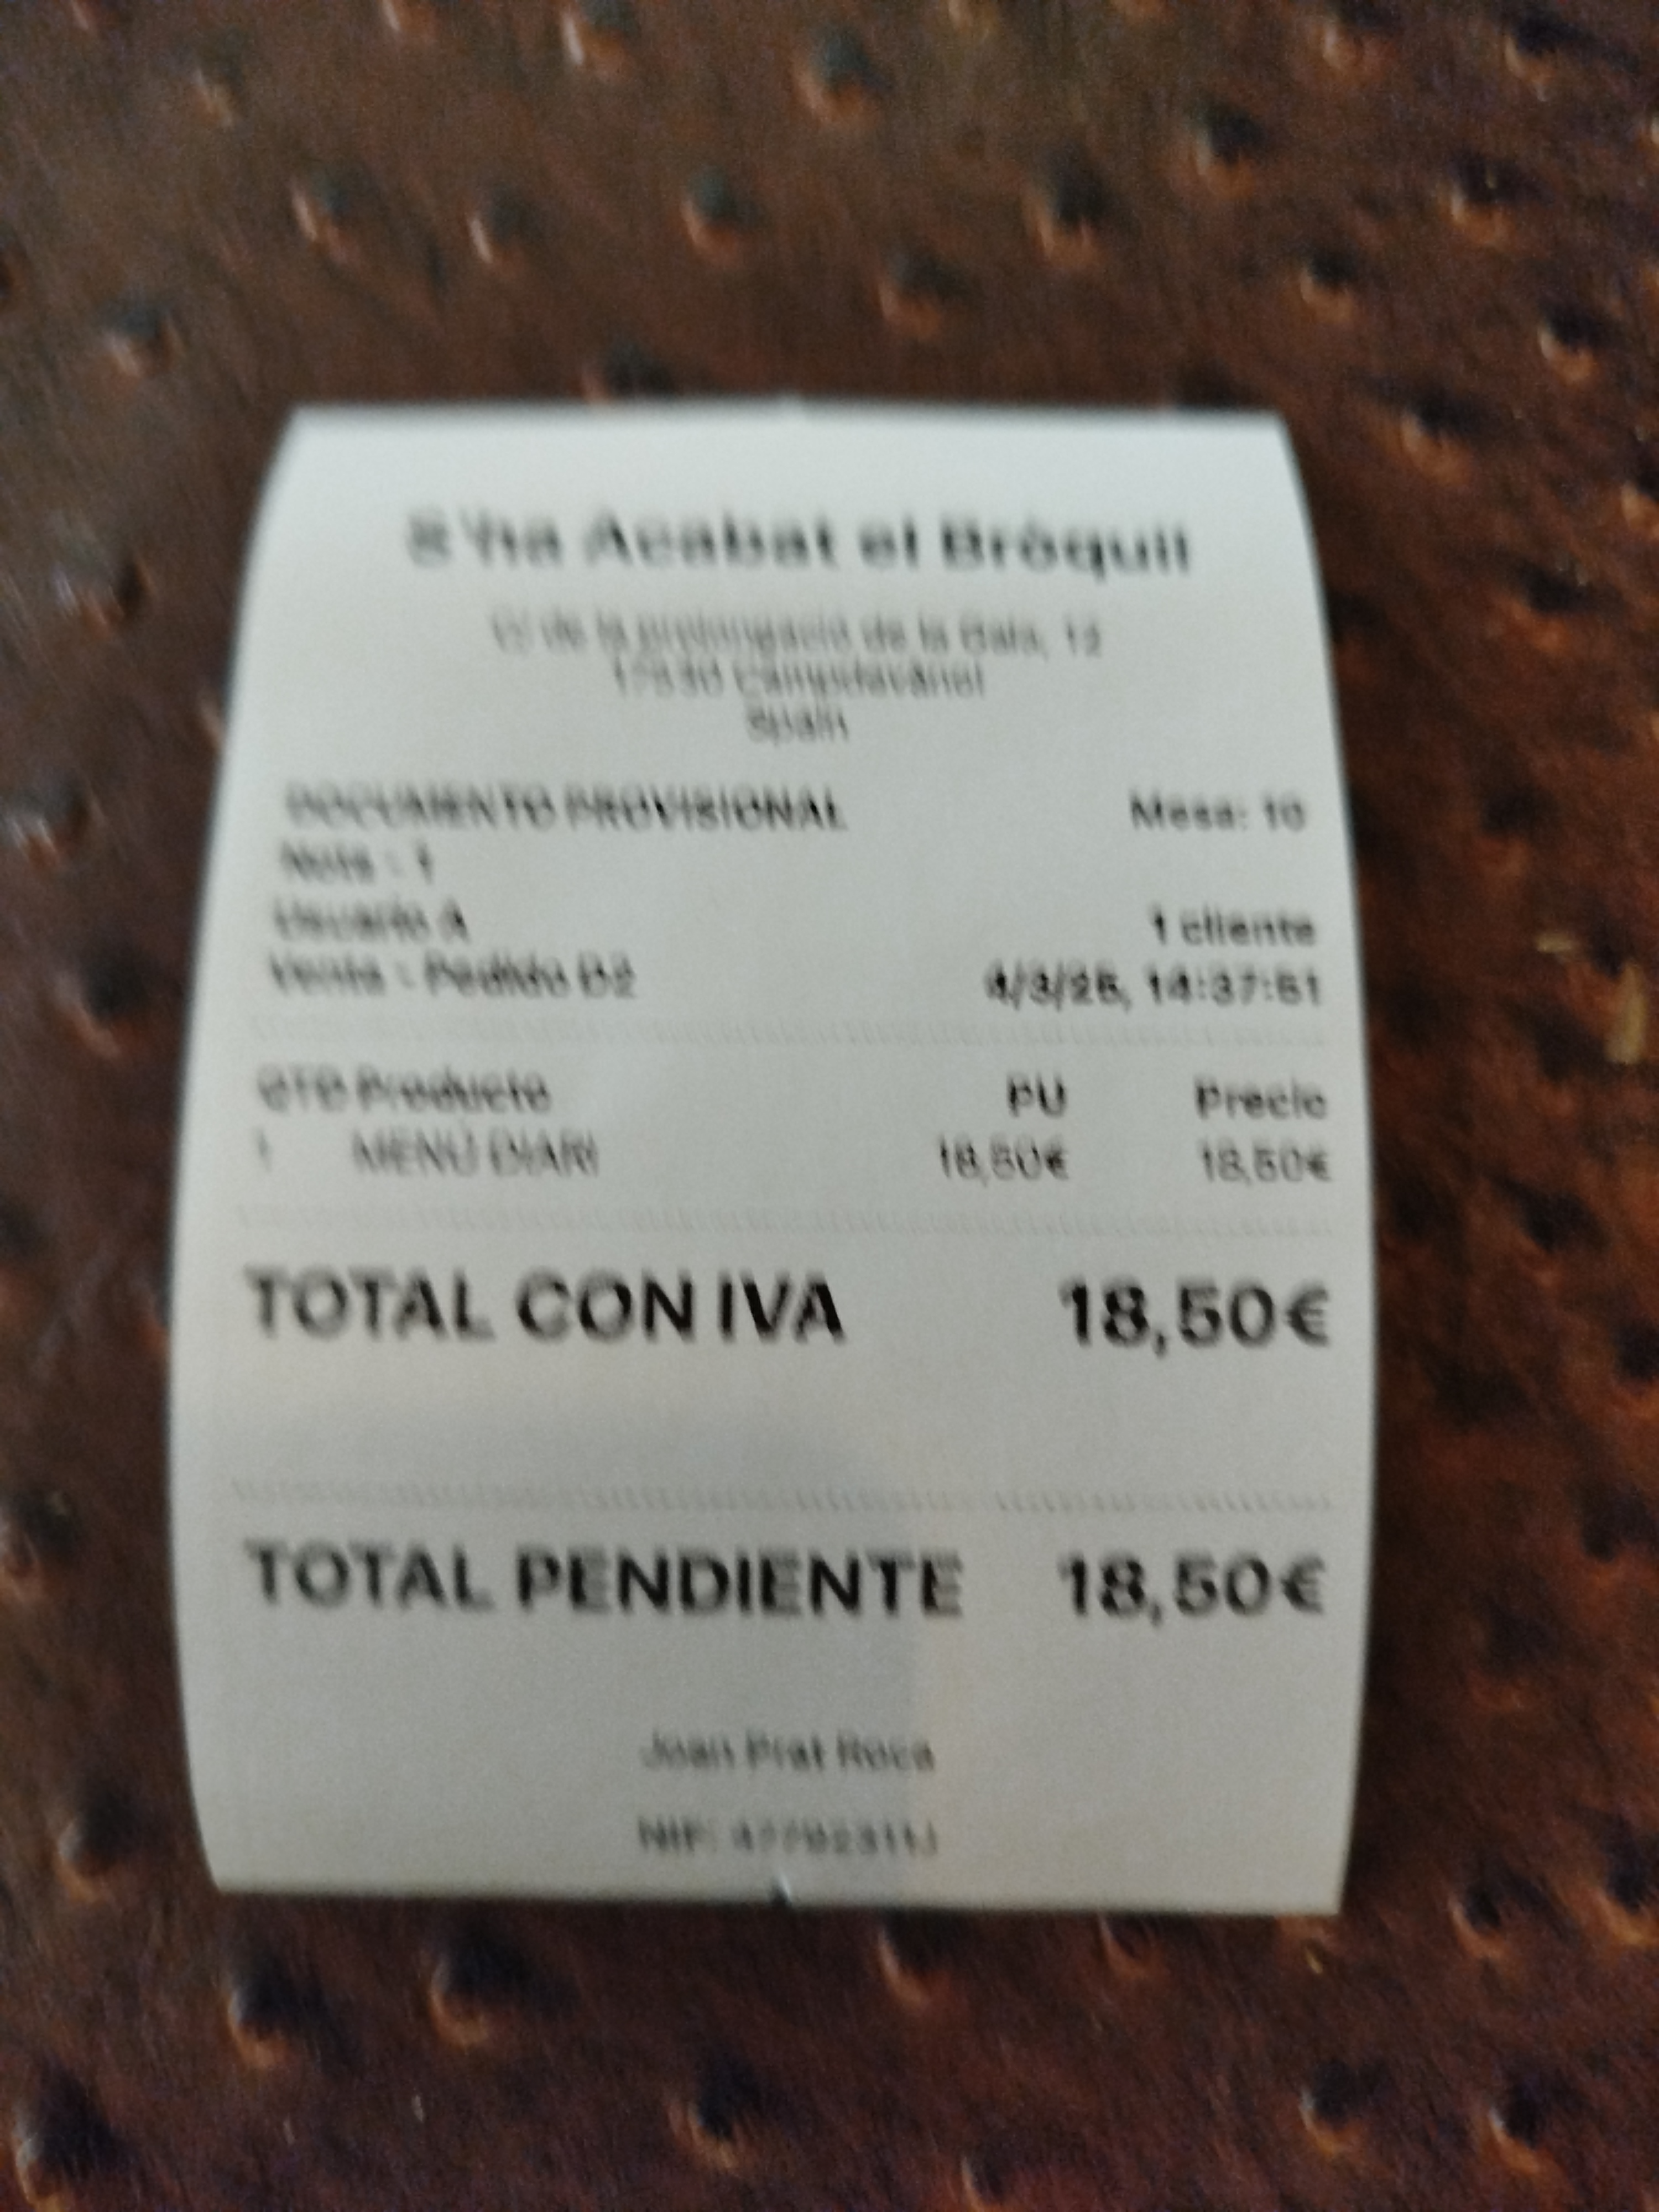 S'ha Acabat el Bròquil
C/ de la prolongació de la Bala, 12
17530 Campdevànol
Spain
DOCUMENTO PROVISIONAL Mesa: 10
Nota - 1
Usuario A 1 cliente
Venta - Pedido D2 4/3/25, 14:37:51
QTD Producto PU Precio
1 MENÚ DIARI 18,50€ 18,50€
TOTAL CON IVA 18,50€
TOTAL PENDIENTE 18,50€
Joan Prat Roca
NIF: